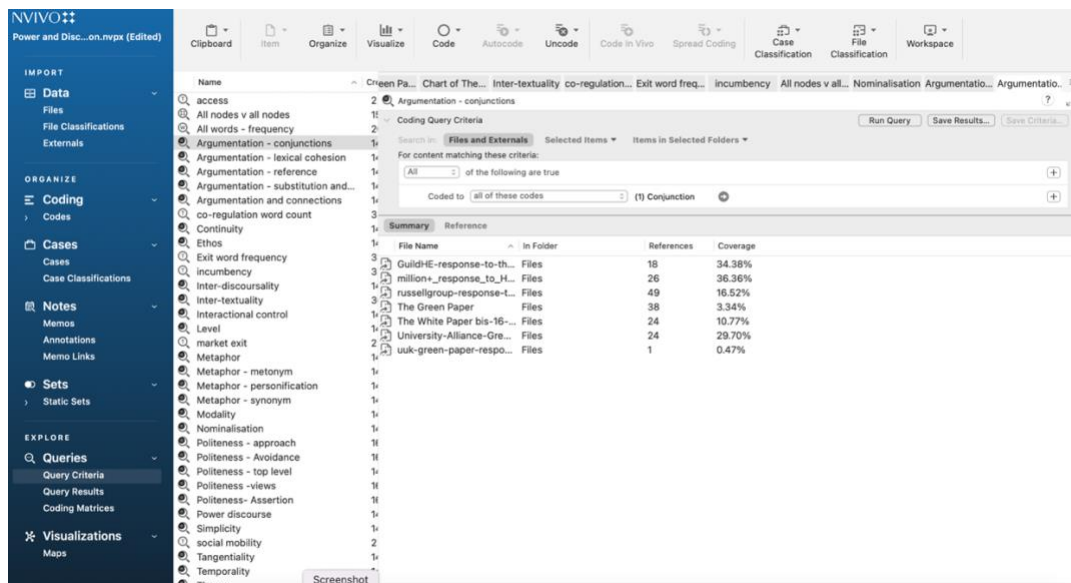 NVIVO
Power and Disc...on.nvpx (Edited)
Clipboard
Item
Organize
Visualize
Code
Autocode
Uncode
Code In Vivo
Spread Coding
Case Classification
File Classification
Workspace
IMPORT
Data
Files
File Classifications
Externals
ORGANIZE
Coding
Codes
Cases
Cases
Case Classifications
Notes
Memos
Annotations
Memo Links
Sets
Static Sets
EXPLORE
Queries
Query Criteria
Query Results
Coding Matrices
Visualizations
Maps
Name
access
All nodes v all nodes
All words - frequency
Argumentation - conjunctions
Argumentation - lexical cohesion
Argumentation - reference
Argumentation - substitution and...
Argumentation and connections
co-regulation word count
Continuity
Ethos
Exit word frequency
incumbency
Inter-discoursality
Inter-textuality
Interactional control
Level
market exit
Metaphor
Metaphor - metonym
Metaphor - personification
Metaphor - synonym
Modality
Nominalisation
Politeness - approach
Politeness - Avoidance
Politeness - top level
Politeness -views
Politeness- Assertion
Power discourse
Simplicity
social mobility
Tangentiality
Temporality
Screenshot
een Pa... Chart of The... Inter-textuality co-regulation... Exit word freq... incumbency All nodes v all... Nominalisation Argumentatio... Argumentatio..
Argumentation - conjunctions ?
Coding Query Criteria Run Query Save Results... Save Criteria...
Search in: Files and Externals Selected Items Items in Selected Folders
For content matching these criteria:
All of the following are true +
Coded to all of these codes (1) Conjunction +
Summary Reference
File Name In Folder References Coverage
GuildHE-response-to-th... Files 18 34.38%
million+_response_to_H... Files 26 36.36%
russellgroup-response-t... Files 49 16.52%
The Green Paper Files 38 3.34%
The White Paper bis-16-... Files 24 10.77%
University-Alliance-Gre... Files 24 29.70%
uuk-green-paper-respo... Files 1 0.47%